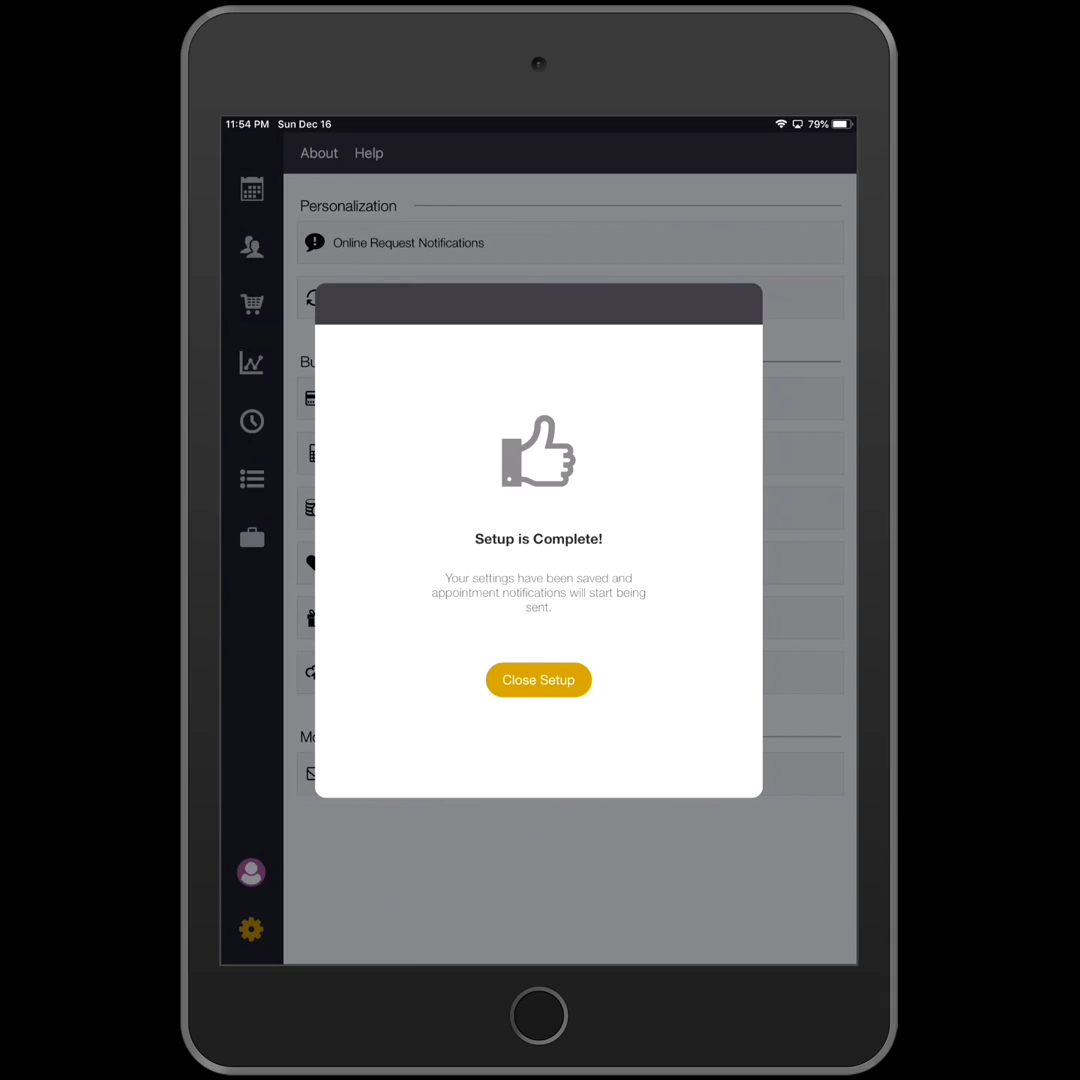 11:54 PM Sun Dec 16 79%
About Help
Personalization
Online Request Notifications
Setup is Complete!
Your settings have been saved and
appointment notifications will start being
sent.
Close Setup